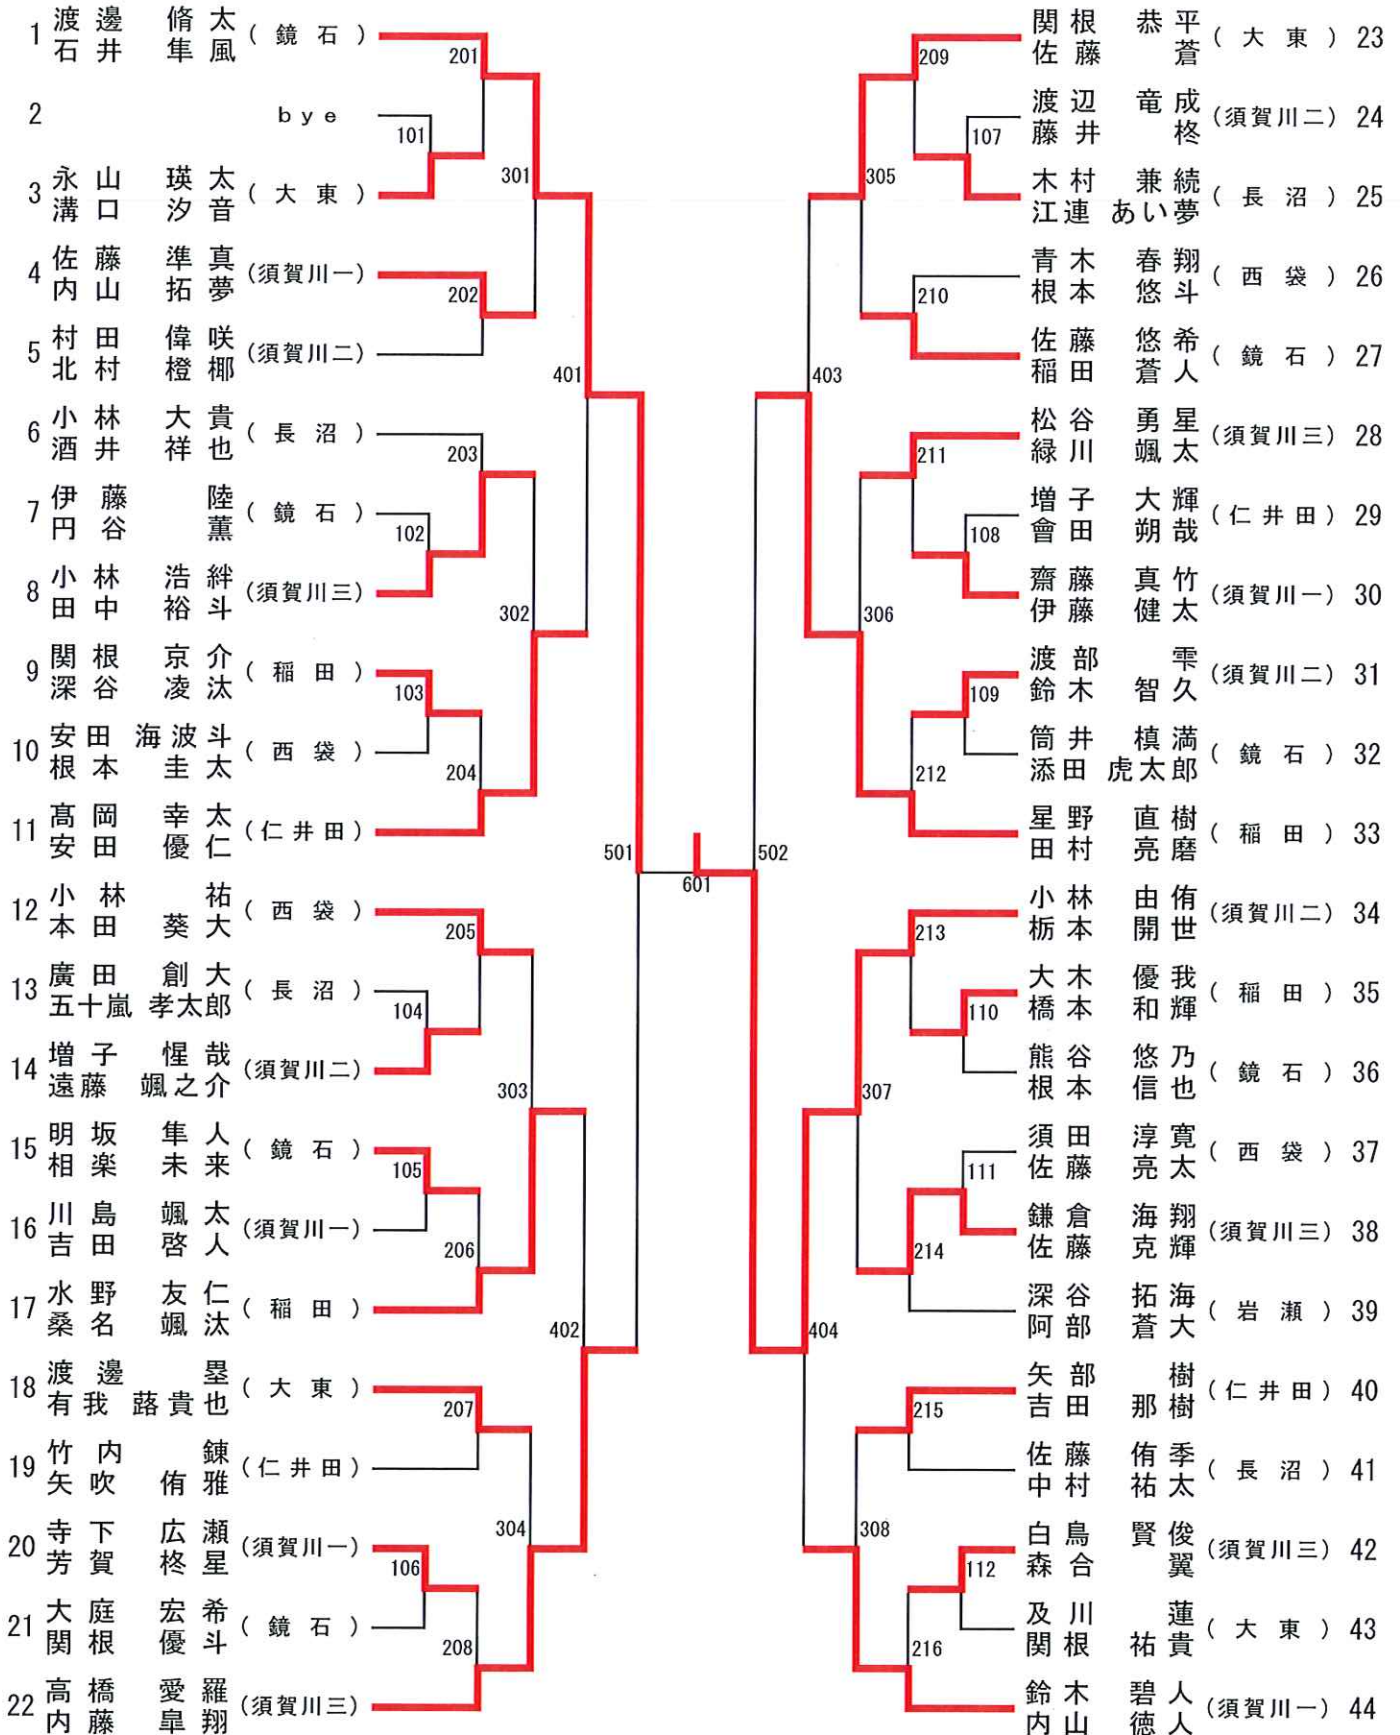 1 渡邊 脩太 石井 隼風 (鏡石)
2 bye
3 永山 瑛太 溝口 汐音 (大東)
4 佐藤 準真 内山 拓夢 (須賀川一)
5 村田 偉咲 北村 橙椰 (須賀川二)
6 小林 大貴 酒井 祥也 (長沼)
7 伊藤 陸 円谷 薫 (鏡石)
8 小林 浩絆 田中 裕斗 (須賀川三)
9 関根 京介 深谷 凌汰 (稲田)
10 安田 海波斗 根本 圭太 (西袋)
11 髙岡 幸太 安田 優仁 (仁井田)
12 小林 祐 本田 葵大 (西袋)
13 廣田 創大 五十嵐 孝太郎 (長沼)
14 増子 惺哉 遠藤 颯之介 (須賀川二)
15 明坂 隼人 相楽 未来 (鏡石)
16 川島 颯太 吉田 啓人 (須賀川一)
17 水野 友仁 桑名 颯汰 (稲田)
18 渡邊 塁 有我 蕗貴也 (大東)
19 竹内 錬 矢吹 侑雅 (仁井田)
20 寺下 広瀬 芳賀 柊星 (須賀川一)
21 大庭 宏希 関根 優斗 (鏡石)
22 高橋 愛羅 内藤 皐翔 (須賀川三)
201
101
301
202
401
203
102
302
103
204
501
205
104
303
105
206
402
207
304
106
208
601
209
107
305
210
403
211
108
306
109
212
502
213
110
307
111
214
404
215
308
112
216
関根 恭平 佐藤 蒼 (大東) 23
渡辺 竜成 藤井 柊 (須賀川二) 24
木村 兼続 江連 あい夢 (長沼) 25
青木 春翔 根本 悠斗 (西袋) 26
佐藤 悠希 稲田 蒼人 (鏡石) 27
松谷 勇星 緑川 颯太 (須賀川三) 28
増子 大輝 會田 朔哉 (仁井田) 29
齋藤 真竹 伊藤 健太 (須賀川一) 30
渡部 雫 鈴木 智久 (須賀川二) 31
筒井 槙満 添田 虎太郎 (鏡石) 32
星野 直樹 田村 亮磨 (稲田) 33
小林 由侑 栃本 開世 (須賀川二) 34
大木 優我 橋本 和輝 (稲田) 35
熊谷 悠乃 根本 信也 (鏡石) 36
須田 淳寛 佐藤 亮太 (西袋) 37
鎌倉 海翔 佐藤 克輝 (須賀川三) 38
深谷 拓海 阿部 蒼大 (岩瀬) 39
矢部 樹 吉田 那樹 (仁井田) 40
佐藤 侑季 中村 祐太 (長沼) 41
白鳥 賢俊 森合 翼 (須賀川三) 42
及川 蓮 関根 祐貴 (大東) 43
鈴木 碧人 内山 徳人 (須賀川一) 44